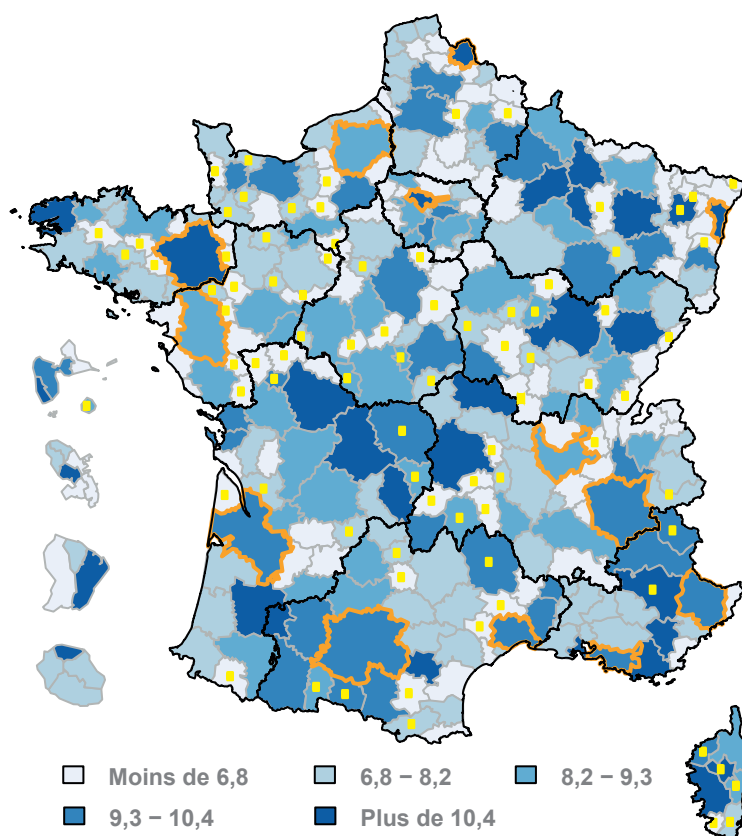 Moins de 6,8 6,8 – 8,2 8,2 – 9,3
9,3 – 10,4 Plus de 10,4